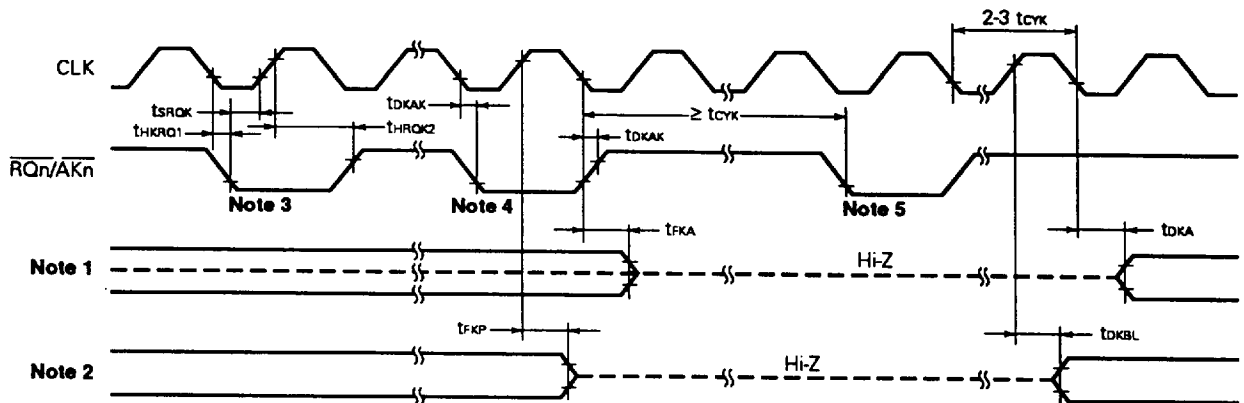 2-3 tCYK
CLK
tSRQK
tDKAK
≥ tCYK
tHKRQ1
tHRQK2
tDKAK
RQn/AKn
Note 3
Note 4
Note 5
tFKA
tDKA
Note 1
Hi-Z
tFKP
tDKBL
Note 2
Hi-Z